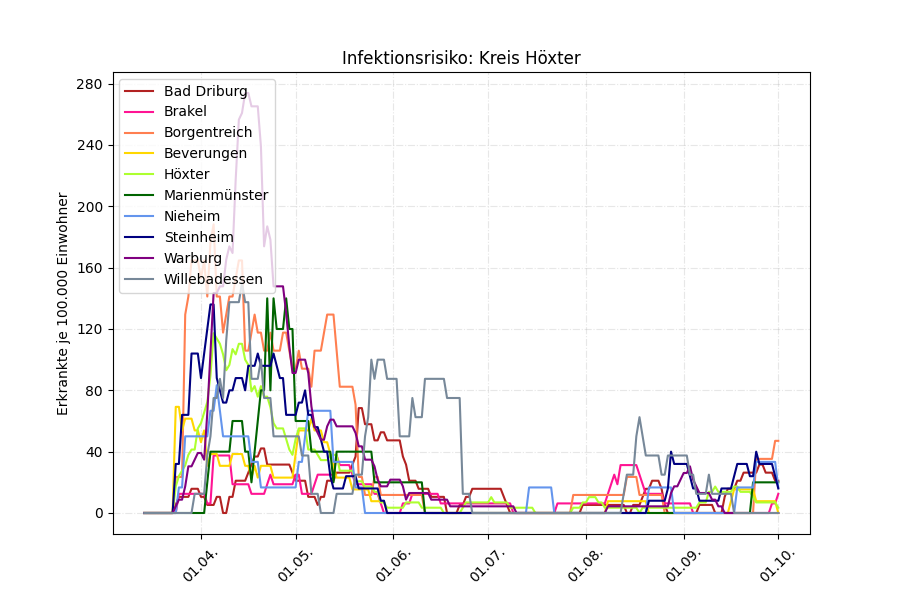 Infektionsrisiko: Kreis Höxter
Erkrankte je 100.000 Einwohner
280
240
200
160
120
80
40
0
Bad Driburg
Brakel
Borgentreich
Beverungen
Höxter
Marienmünster
Nieheim
Steinheim
Warburg
Willebadessen
01.04.
01.05.
01.06.
01.07.
01.08.
01.09.
01.10.